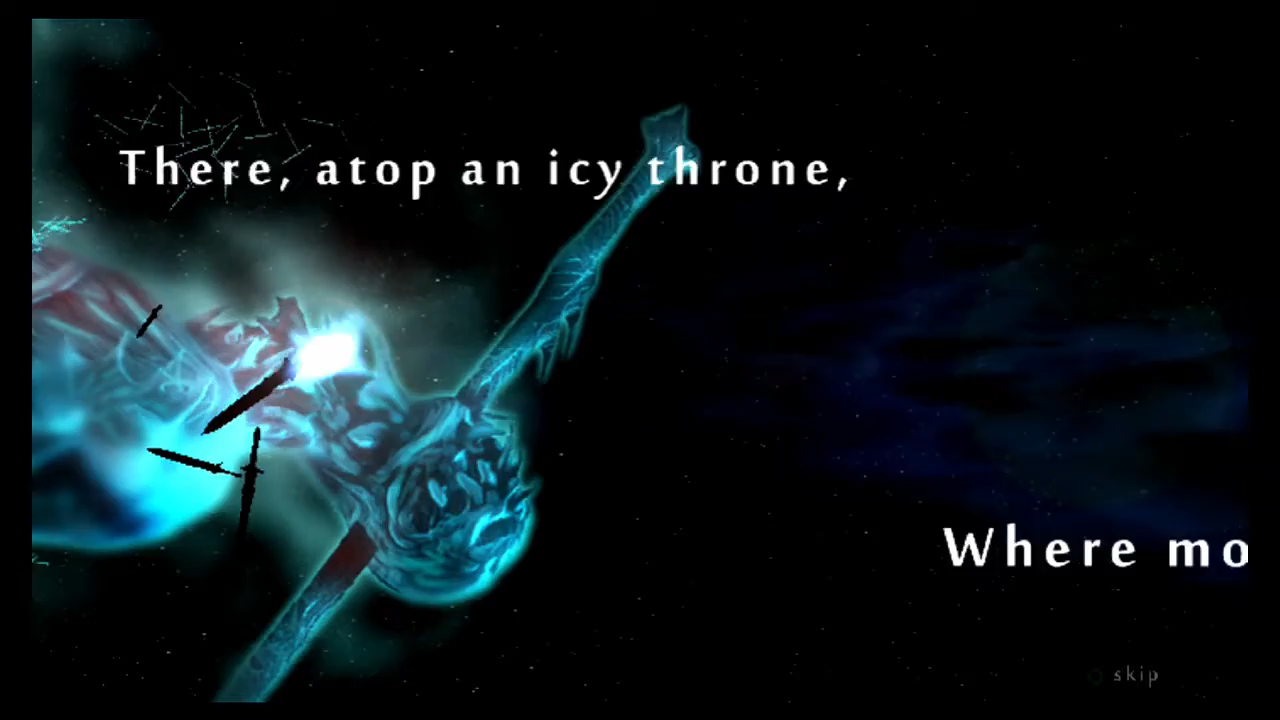 There, atop an icy throne,
Where mo
skip